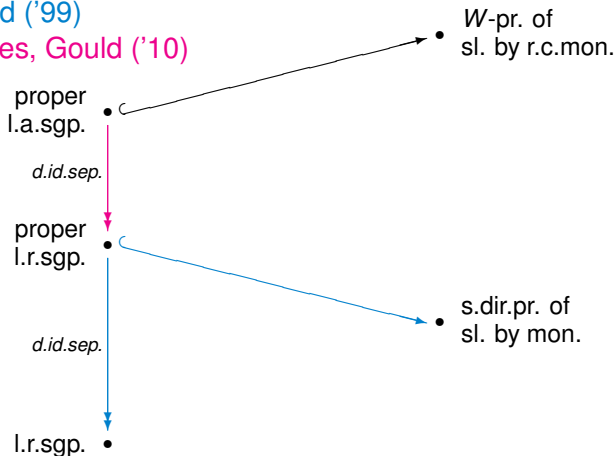 d ('99)
es, Gould ('10)
W-pr. of
sl. by r.c.mon.
proper
l.a.sgp.
d.id.sep.
proper
l.r.sgp.
s.dir.pr. of
sl. by mon.
d.id.sep.
l.r.sgp.